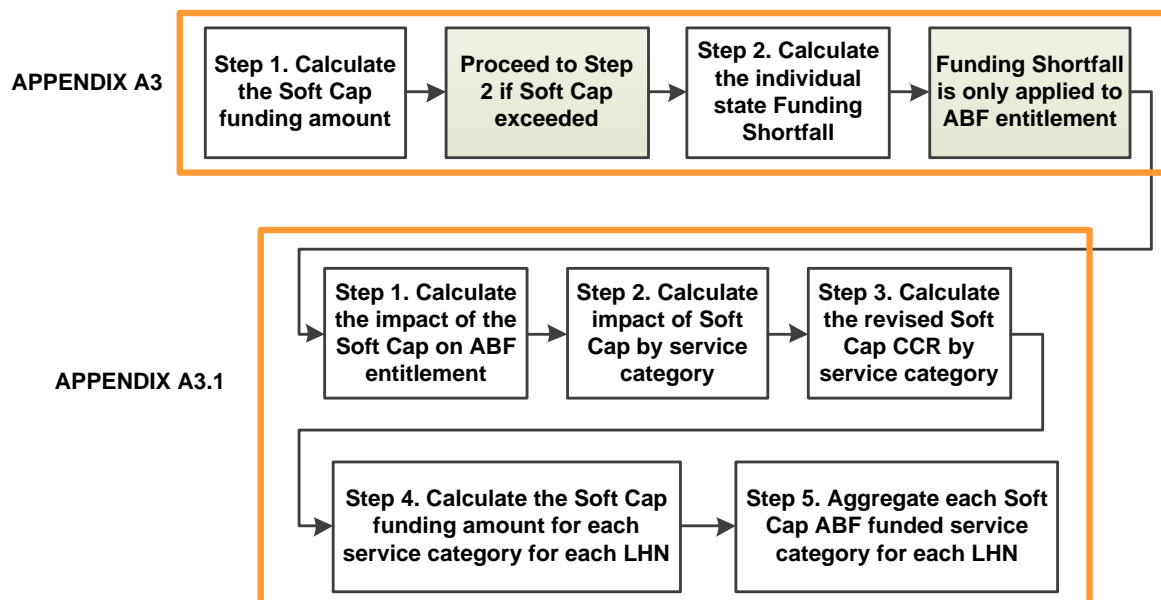 APPENDIX A3
Step 1. Calculate
the Soft Cap
funding amount
Proceed to Step
2 if Soft Cap
exceeded
Step 2. Calculate
the individual
state Funding
Shortfall
Funding Shortfall
is only applied to
ABF entitlement
APPENDIX A3.1
Step 1. Calculate
the impact of the
Soft Cap on ABF
entitlement
Step 2. Calculate
impact of Soft
Cap by service
category
Step 3. Calculate
the revised Soft
Cap CCR by
service category
Step 4. Calculate the Soft Cap
funding amount for each
service category for each LHN
Step 5. Aggregate each Soft
Cap ABF funded service
category for each LHN